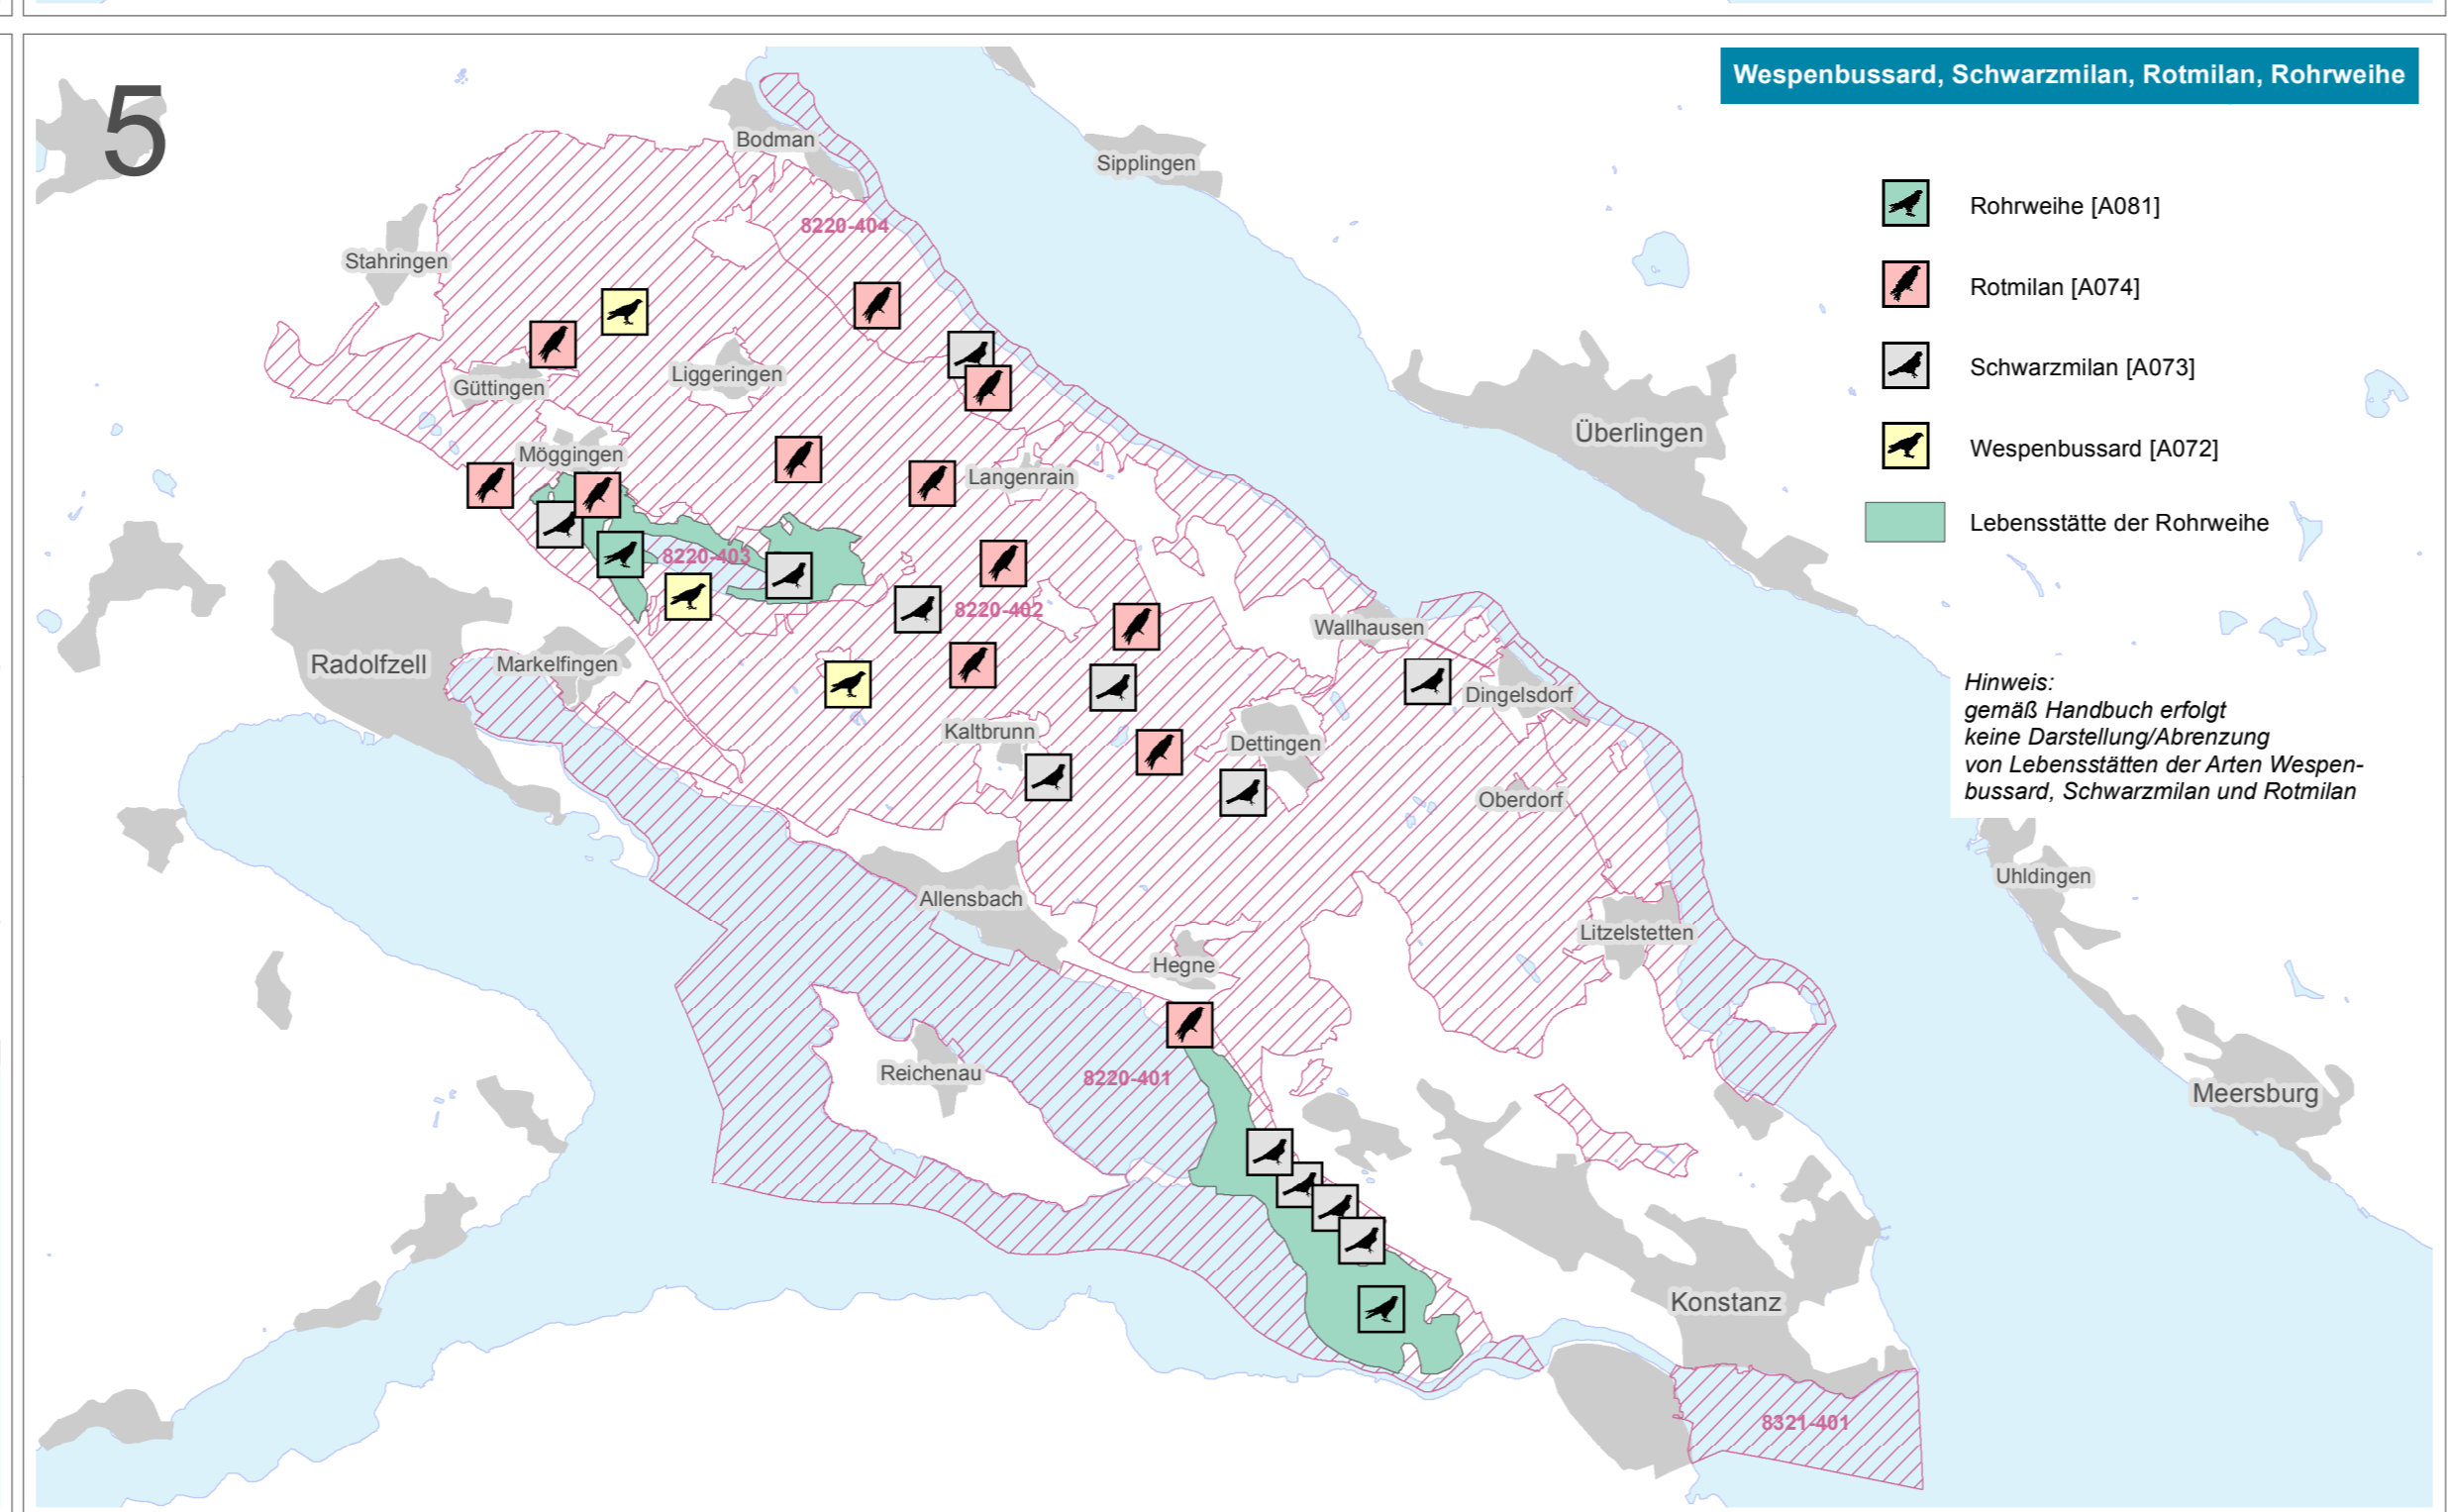 5
Wespenbussard, Schwarzmilan, Rotmilan, Rohrweihe
Rohrweihe [A081]
Rotmilan [A074]
Schwarzmilan [A073]
Wespenbussard [A072]
Lebensstätte der Rohrweihe
Hinweis:
gemäß Handbuch erfolgt
keine Darstellung/Abrenzung
von Lebensstätten der Arten Wespen-
bussard, Schwarzmilan und Rotmilan
Bodman
Sipplingen
8220-404
Stahringen
Liggeringen
Güttingen
Überlingen
Möggingen
Langenrain
8220-403
8220-402
Wallhausen
Radolfzell
Markelfingen
Dingelsdorf
Kaltbrunn
Dettingen
Oberdorf
Uhldingen
Allensbach
Litzelstetten
Hegne
Reichenau
8220-401
Meersburg
Konstanz
8321-401